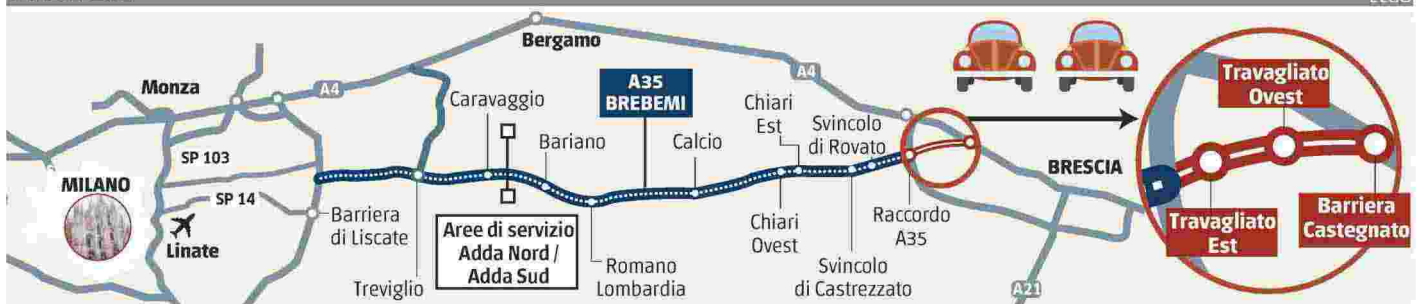 Bergamo
Monza
A4
Caravaggio
A35
BREBEMI
A4
Chiari
Est
Svincolo
di Rovato
Travagliato
Ovest
Bariano
Calcio
SP 103
BRESCIA
MILANO
SP 14
Linate
Barriera
di Liscate
Aree di servizio
Adda Nord /
Adda Sud
Chiari
Ovest
Raccordo
A35
Travagliato
Est
Barriera
Castegnato
Treviglio
Romano
Lombardia
Svincolo
di Castrezzato
A21